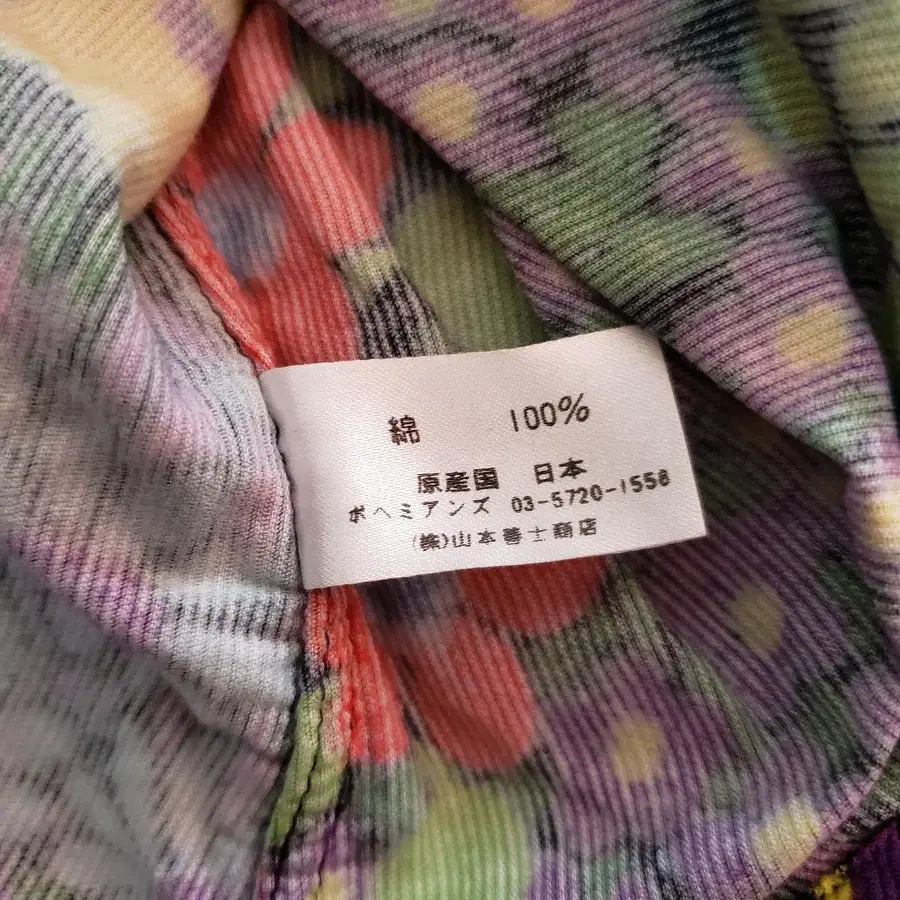 綿 100%
原産国 日本
ボヘミアンズ 03-5720-1558
(株)山本善士商店